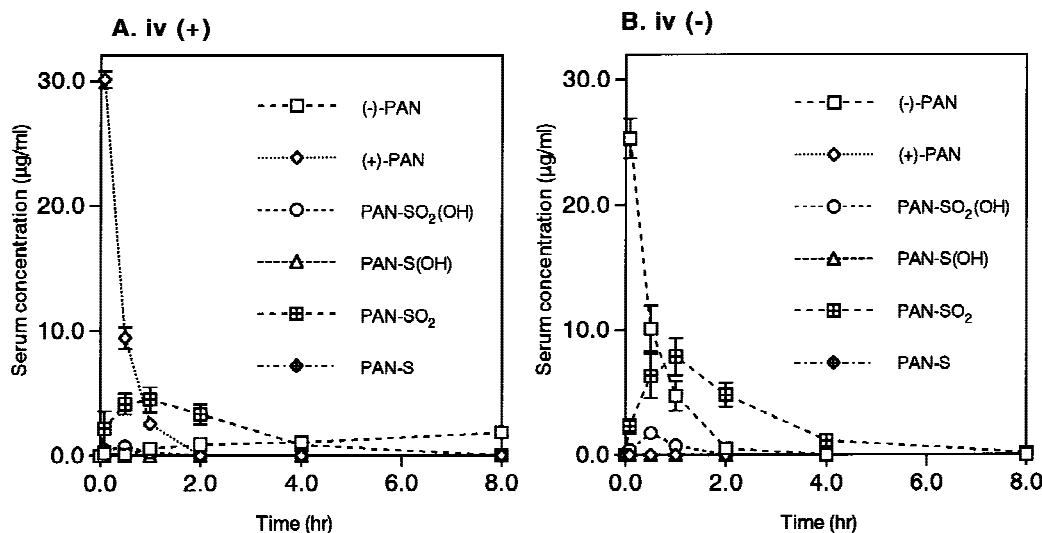 A. iv (+)
30.0
20.0
10.0
0.0
Serum concentration (µg/ml)
(-)-PAN
(+)-PAN
PAN-SO₂(OH)
PAN-S(OH)
PAN-SO₂
PAN-S
0.0 2.0 4.0 6.0 8.0
Time (hr)
B. iv (-)
30.0
20.0
10.0
0.0
Serum concentration (µg/ml)
(-)-PAN
(+)-PAN
PAN-SO₂(OH)
PAN-S(OH)
PAN-SO₂
PAN-S
0.0 2.0 4.0 6.0 8.0
Time (hr)